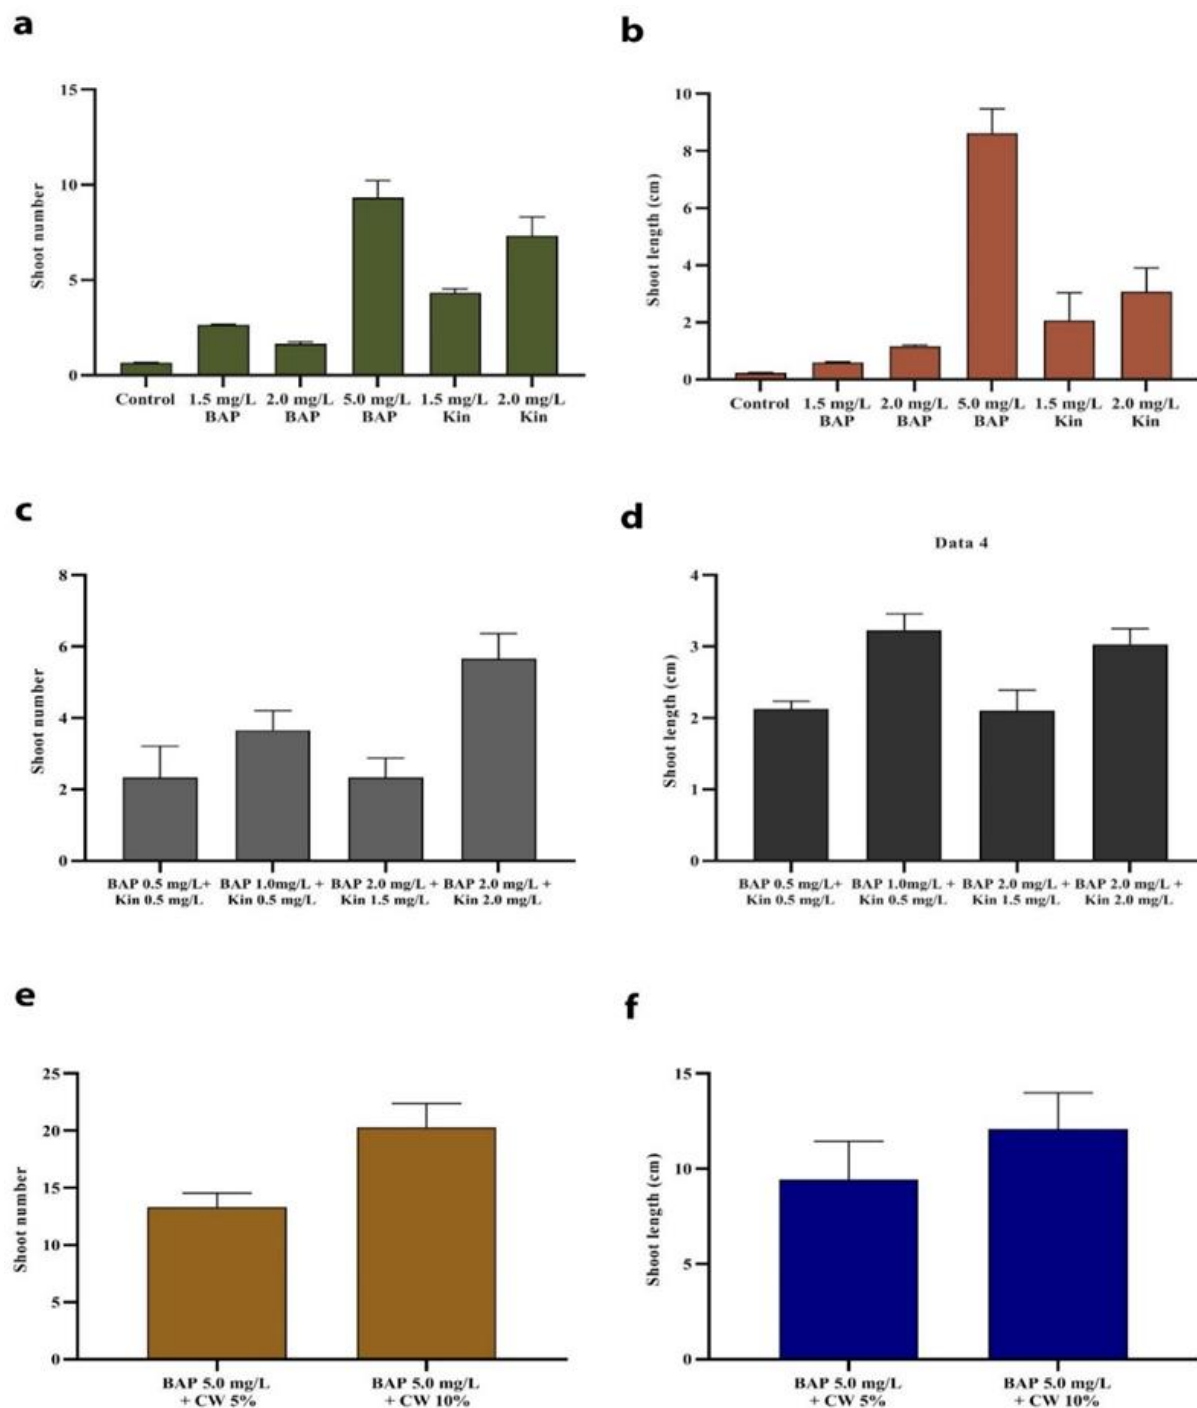 a
15
10
5
0
Shoot number
Control 1.5 mg/L 2.0 mg/L 5.0 mg/L 1.5 mg/L 2.0 mg/L
BAP BAP BAP Kin Kin
b
10
8
6
4
2
0
Shoot length (cm)
Control 1.5 mg/L 2.0 mg/L 5.0 mg/L 1.5 mg/L 2.0 mg/L
BAP BAP BAP Kin Kin
c
8
6
4
2
0
Shoot number
BAP 0.5 mg/L+ BAP 1.0mg/L + BAP 2.0 mg/L + BAP 2.0 mg/L +
Kin 0.5 mg/L Kin 0.5 mg/L Kin 1.5 mg/L Kin 2.0 mg/L
d
Data 4
4
3
2
1
0
Shoot length (cm)
BAP 0.5 mg/L+ BAP 1.0mg/L + BAP 2.0 mg/L + BAP 2.0 mg/L +
Kin 0.5 mg/L Kin 0.5 mg/L Kin 1.5 mg/L Kin 2.0 mg/L
e
25
20
15
10
5
0
Shoot number
BAP 5.0 mg/L BAP 5.0 mg/L
+ CW 5% + CW 10%
f
15
10
5
0
Shoot length (cm)
BAP 5.0 mg/L BAP 5.0 mg/L
+ CW 5% + CW 10%